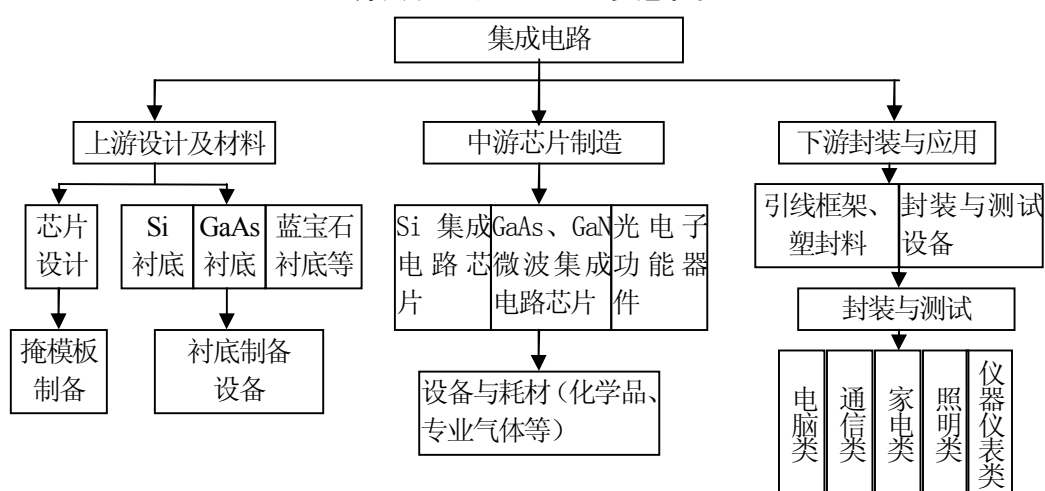 集成电路
上游设计及材料
中游芯片制造
下游封装与应用
芯片
设计
Si
衬底
GaAs
衬底
蓝宝石
衬底等
掩模板
制备
衬底制备
设备
Si 集成
电路芯
片
GaAs、GaN
微波集成
电路芯片
光电子
功能器
件
设备与耗材（化学品、
专业气体等）
引线框架、
塑封料
封装与测试
设备
封装与测试
电脑类
通信类
家电类
照明类
仪器仪表类